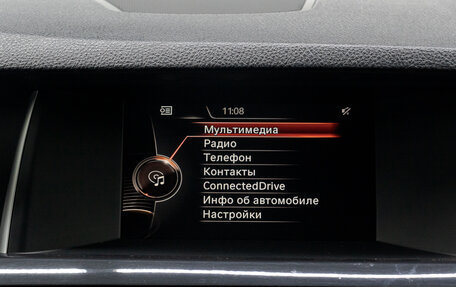 11:08
Мультимедиа
Радио
Телефон
Контакты
ConnectedDrive
Инфо об автомобиле
Настройки